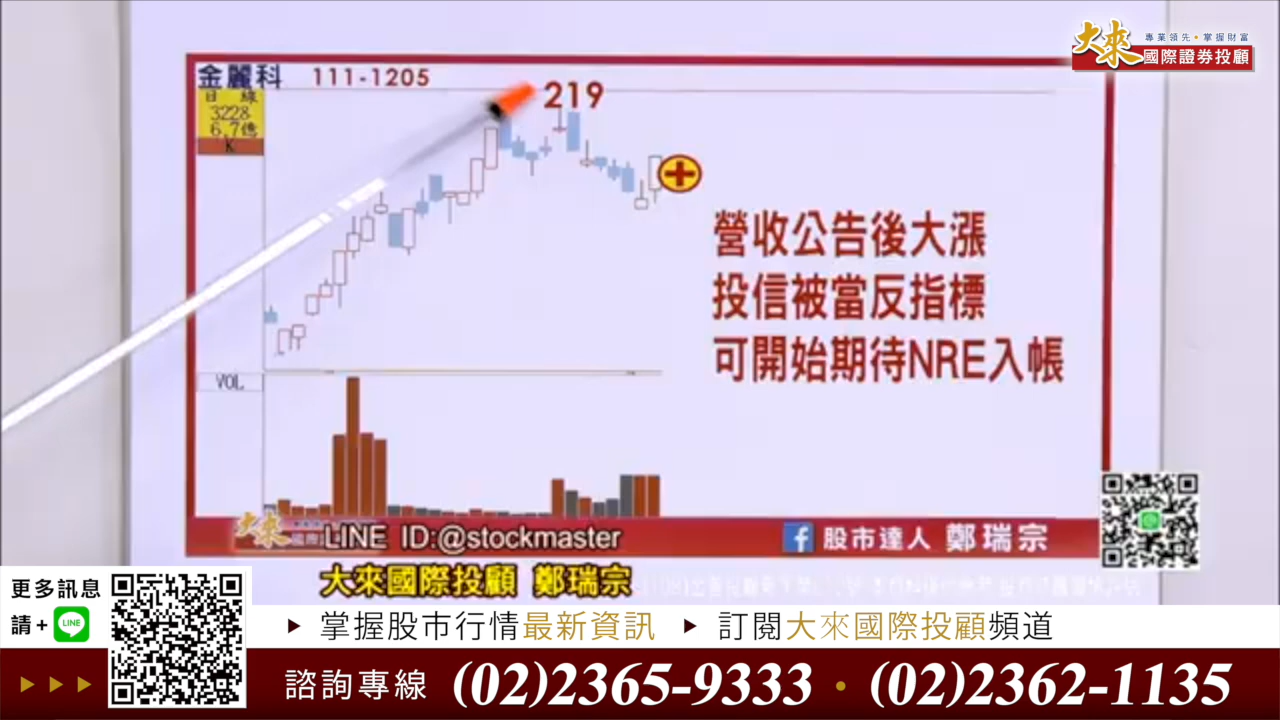 大來
專業領先•掌握財富
國際證券投顧
金麗科 111-1205
日線
3228
6.7億
K
219
營收公告後大漲
投信被當反指標
可開始期待NRE入帳
VOL
大來
LINE ID:@stockmaster
f 股市達人 鄭瑞宗
大來國際投顧 鄭瑞宗
更多訊息
請+ LINE
掌握股市行情最新資訊 訂閱大來國際投顧頻道
諮詢專線 (02)2365-9333 • (02)2362-1135